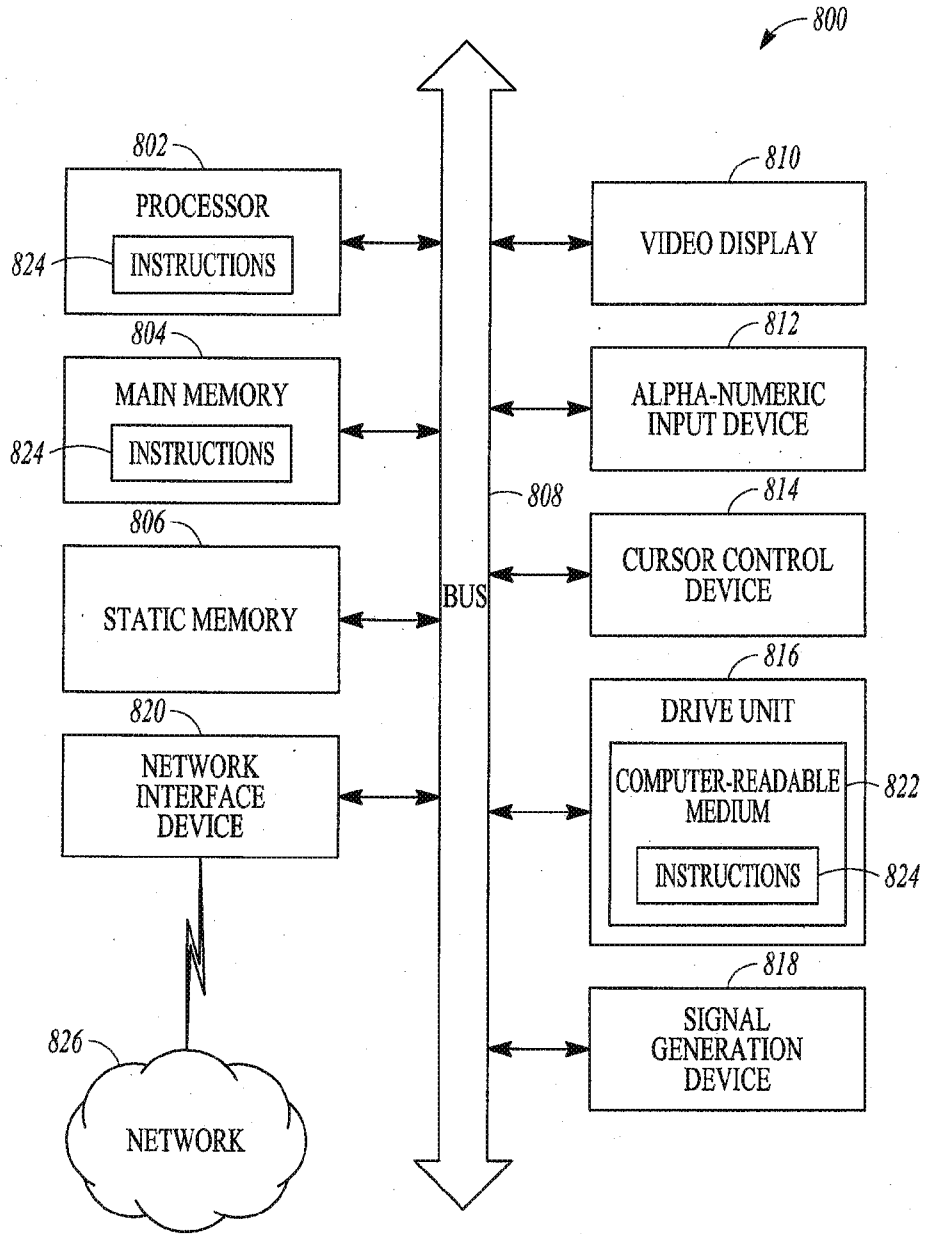 800
802
PROCESSOR
824
INSTRUCTIONS
804
MAIN MEMORY
824
INSTRUCTIONS
806
STATIC MEMORY
820
NETWORK
INTERFACE
DEVICE
826
NETWORK
BUS
808
810
VIDEO DISPLAY
812
ALPHA-NUMERIC
INPUT DEVICE
814
CURSOR CONTROL
DEVICE
816
DRIVE UNIT
COMPUTER-READABLE
MEDIUM
822
INSTRUCTIONS
824
818
SIGNAL
GENERATION
DEVICE